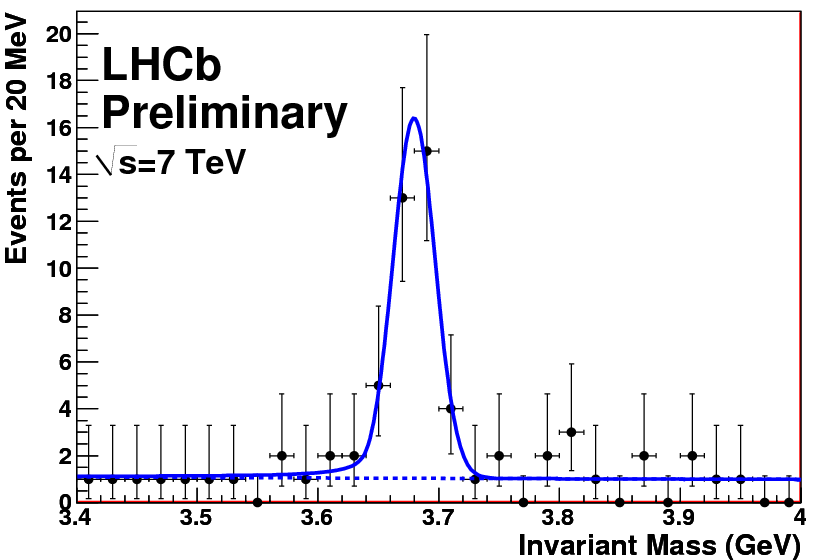 Events per 20 MeV
20
18
16
14
12
10
8
6
4
2
0
LHCb
Preliminary
√s=7 TeV
3.4 3.5 3.6 3.7 3.8 3.9 4
Invariant Mass (GeV)